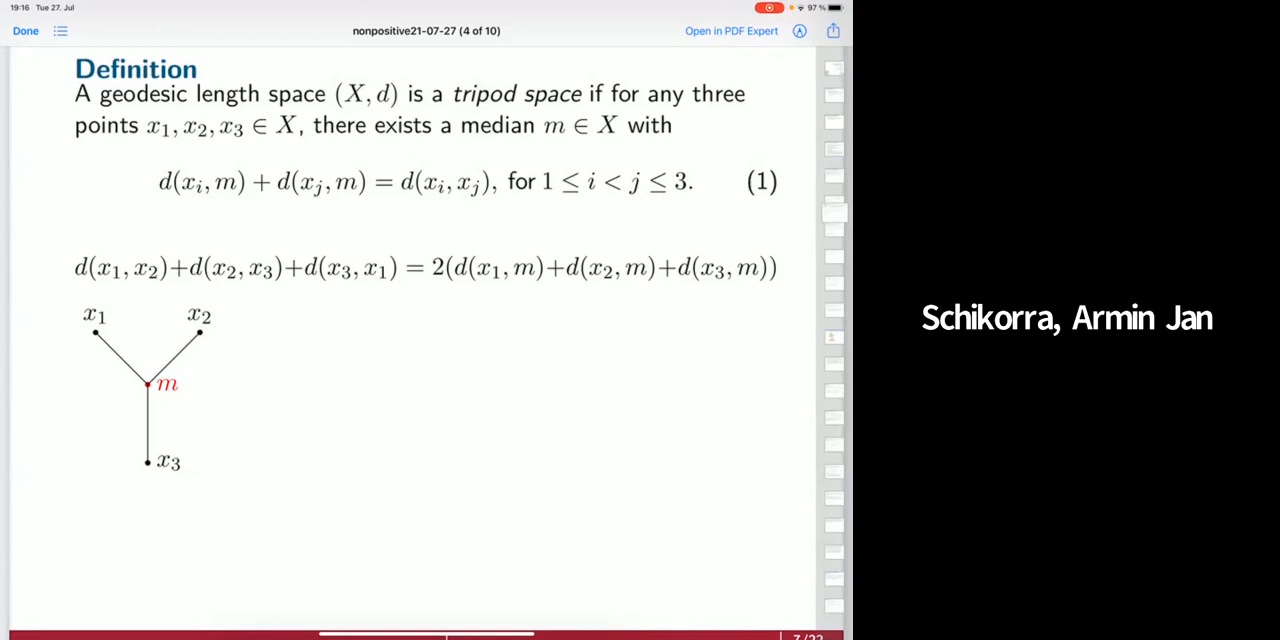 19:16 Tue 27. Jul
97 %
Done
nonpositive21-07-27 (4 of 10)
Open in PDF Expert
Definition
A geodesic length space (X, d) is a tripod space if for any three
points x₁, x₂, x₃ ∈ X, there exists a median m ∈ X with
d(xᵢ, m) + d(xⱼ, m) = d(xᵢ, xⱼ), for 1 ≤ i < j ≤ 3. (1)
d(x₁, x₂)+d(x₂, x₃)+d(x₃, x₁) = 2(d(x₁, m)+d(x₂, m)+d(x₃, m))
x₁ x₂
m
x₃
Schikorra, Armin Jan
7/22